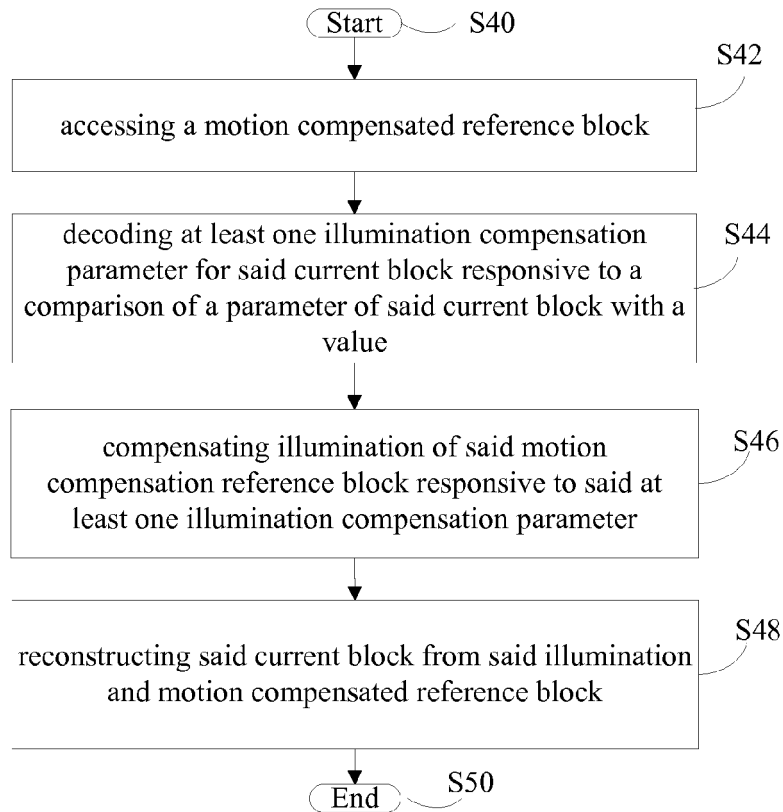 Start
S40
S42
accessing a motion compensated reference block
S44
decoding at least one illumination compensation
parameter for said current block responsive to a
comparison of a parameter of said current block with a
value
S46
compensating illumination of said motion
compensation reference block responsive to said at
least one illumination compensation parameter
S48
reconstructing said current block from said illumination
and motion compensated reference block
End
S50